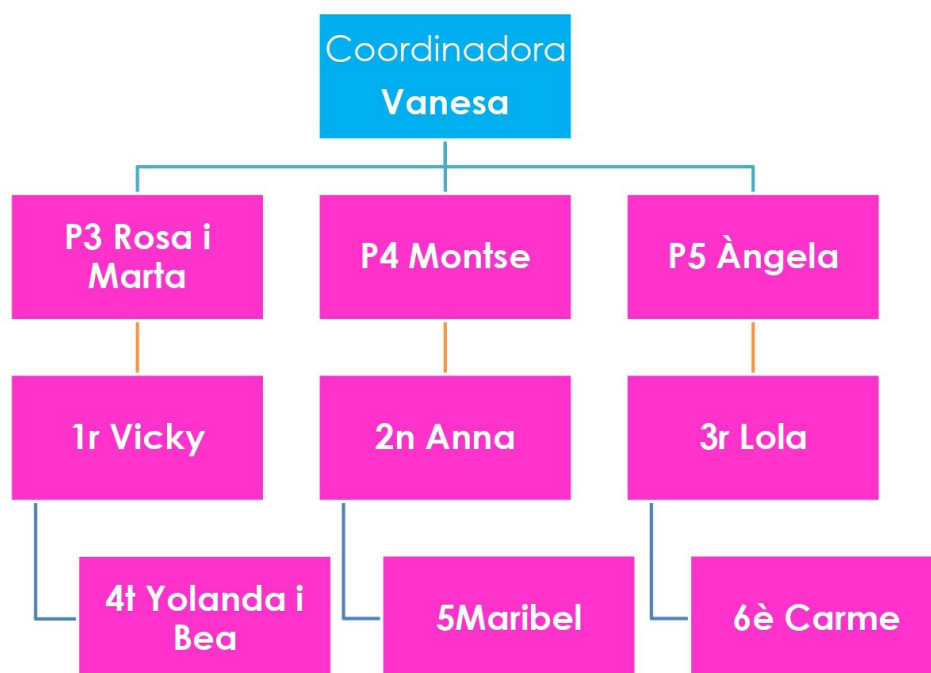 Coordinadora
Vanesa
P3 Rosa i
Marta
P4 Montse
P5 Àngela
1r Vicky
2n Anna
3r Lola
4t Yolanda i
Bea
5Maribel
6è Carme